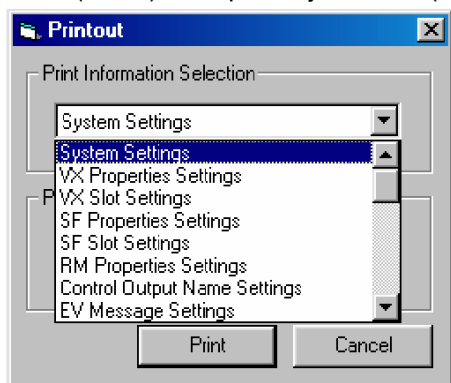 Printout
Print Information Selection
System Settings
System Settings
VX Properties Settings
P VX Slot Settings
SF Properties Settings
SF Slot Settings
RM Properties Settings
Control Output Name Settings
EV Message Settings
Print Cancel